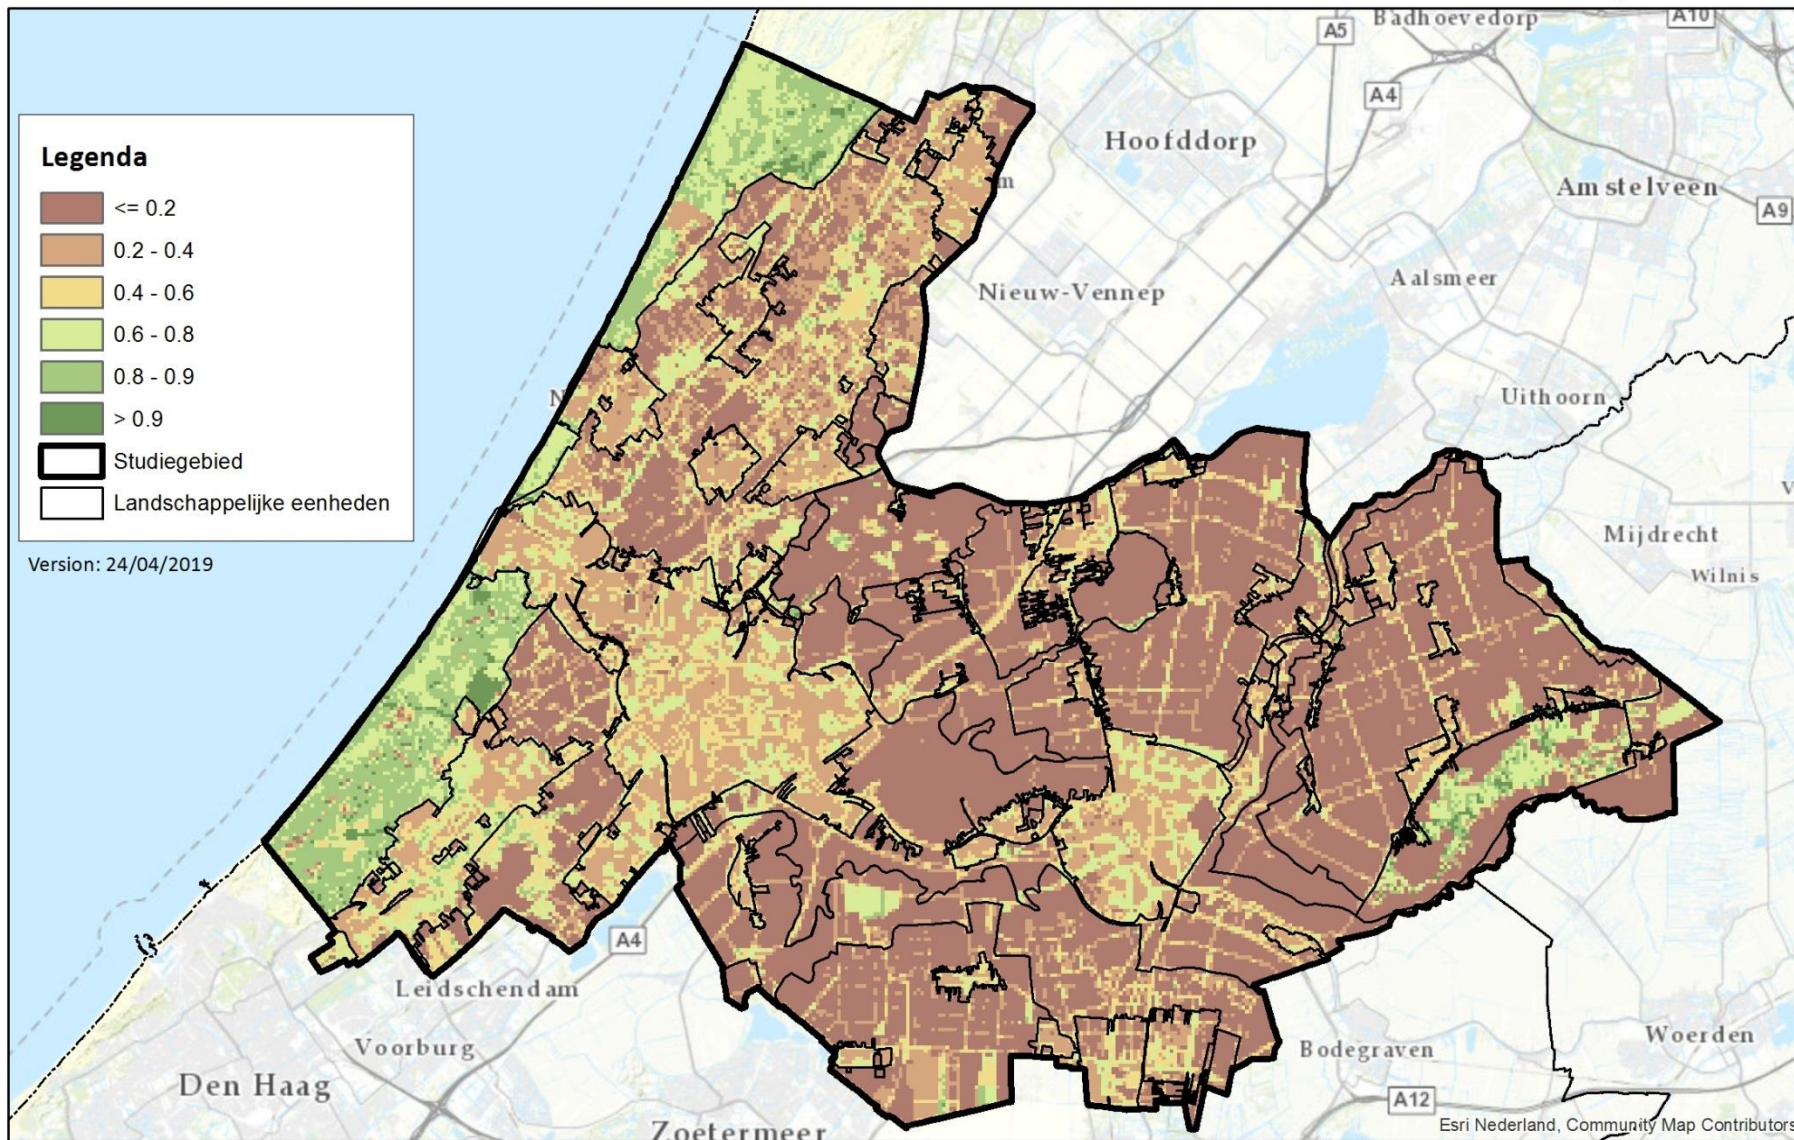 Badhoevedorp
A10
A5
A4
Hoofddorp
Amstelveen
A9
m
Nieuw-Vennep
Aalsmeer
Uithoorn
N
Mijdrecht
Wilnis
V
Legenda
<= 0.2
0.2 - 0.4
0.4 - 0.6
0.6 - 0.8
0.8 - 0.9
> 0.9
Studiegebied
Landschappelijke eenheden
Version: 24/04/2019
A4
Leidschendam
Voorburg
Den Haag
Zoetermeer
Bodegraven
Woerden
A12
Esri Nederland, Community Map Contributors